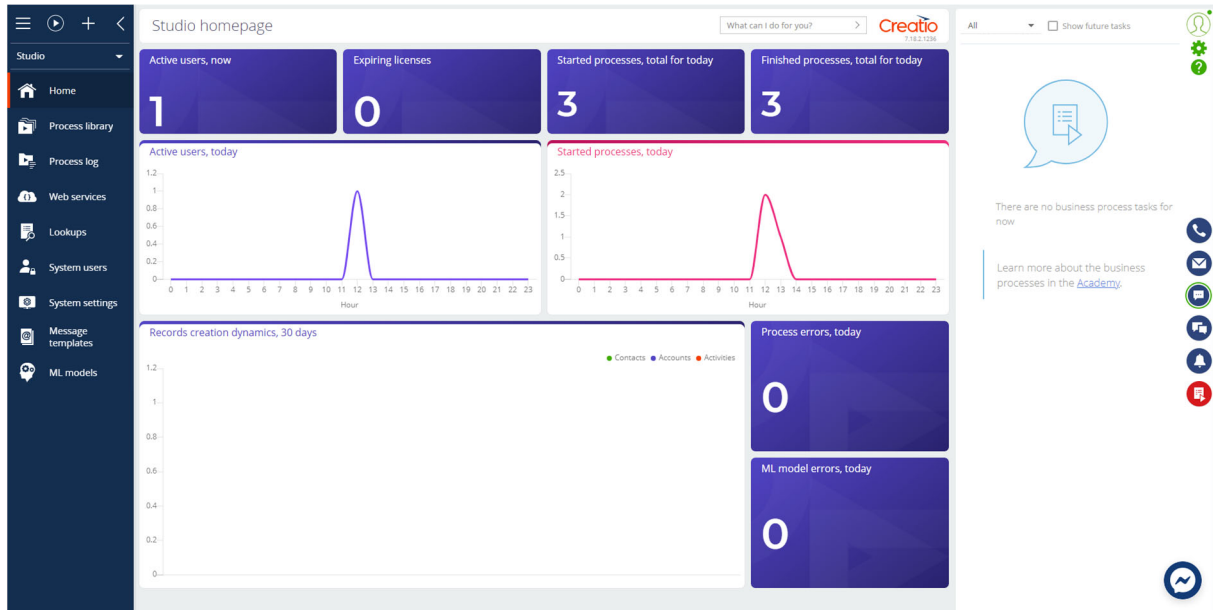 Studio
Home
Process library
Process log
Web services
Lookups
System users
System settings
Message
templates
ML models
Studio homepage
What can I do for you?
Creatio
7.18.2.1236
Active users, now
1
Expiring licenses
0
Started processes, total for today
3
Finished processes, total for today
3
Active users, today
1.2
1
0.8
0.6
0.4
0.2
0
0 1 2 3 4 5 6 7 8 9 10 11 12 13 14 15 16 17 18 19 20 21 22 23
Hour
Started processes, today
2.5
2
1.5
1
0.5
0
0 1 2 3 4 5 6 7 8 9 10 11 12 13 14 15 16 17 18 19 20 21 22 23
Hour
Records creation dynamics, 30 days
Contacts Accounts Activities
1.2
1
0.8
0.6
0.4
0.2
0
Process errors, today
0
ML model errors, today
0
All
Show future tasks
There are no business process tasks for
now
Learn more about the business
processes in the Academy.